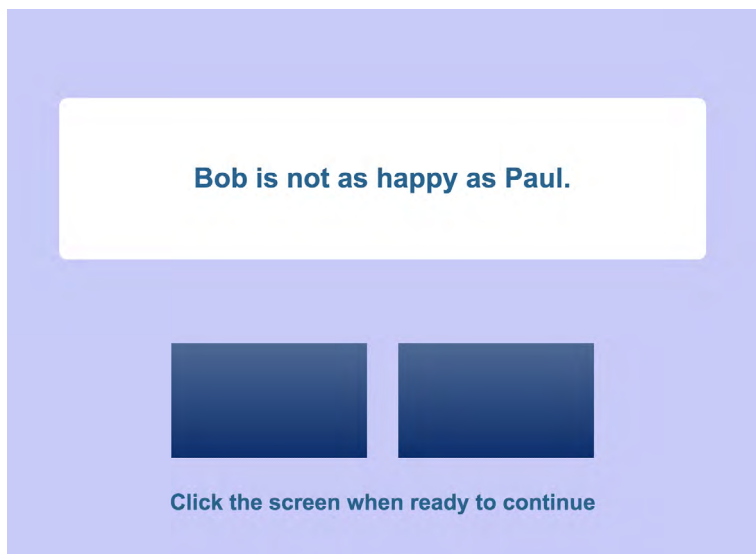 Bob is not as happy as Paul.
Click the screen when ready to continue